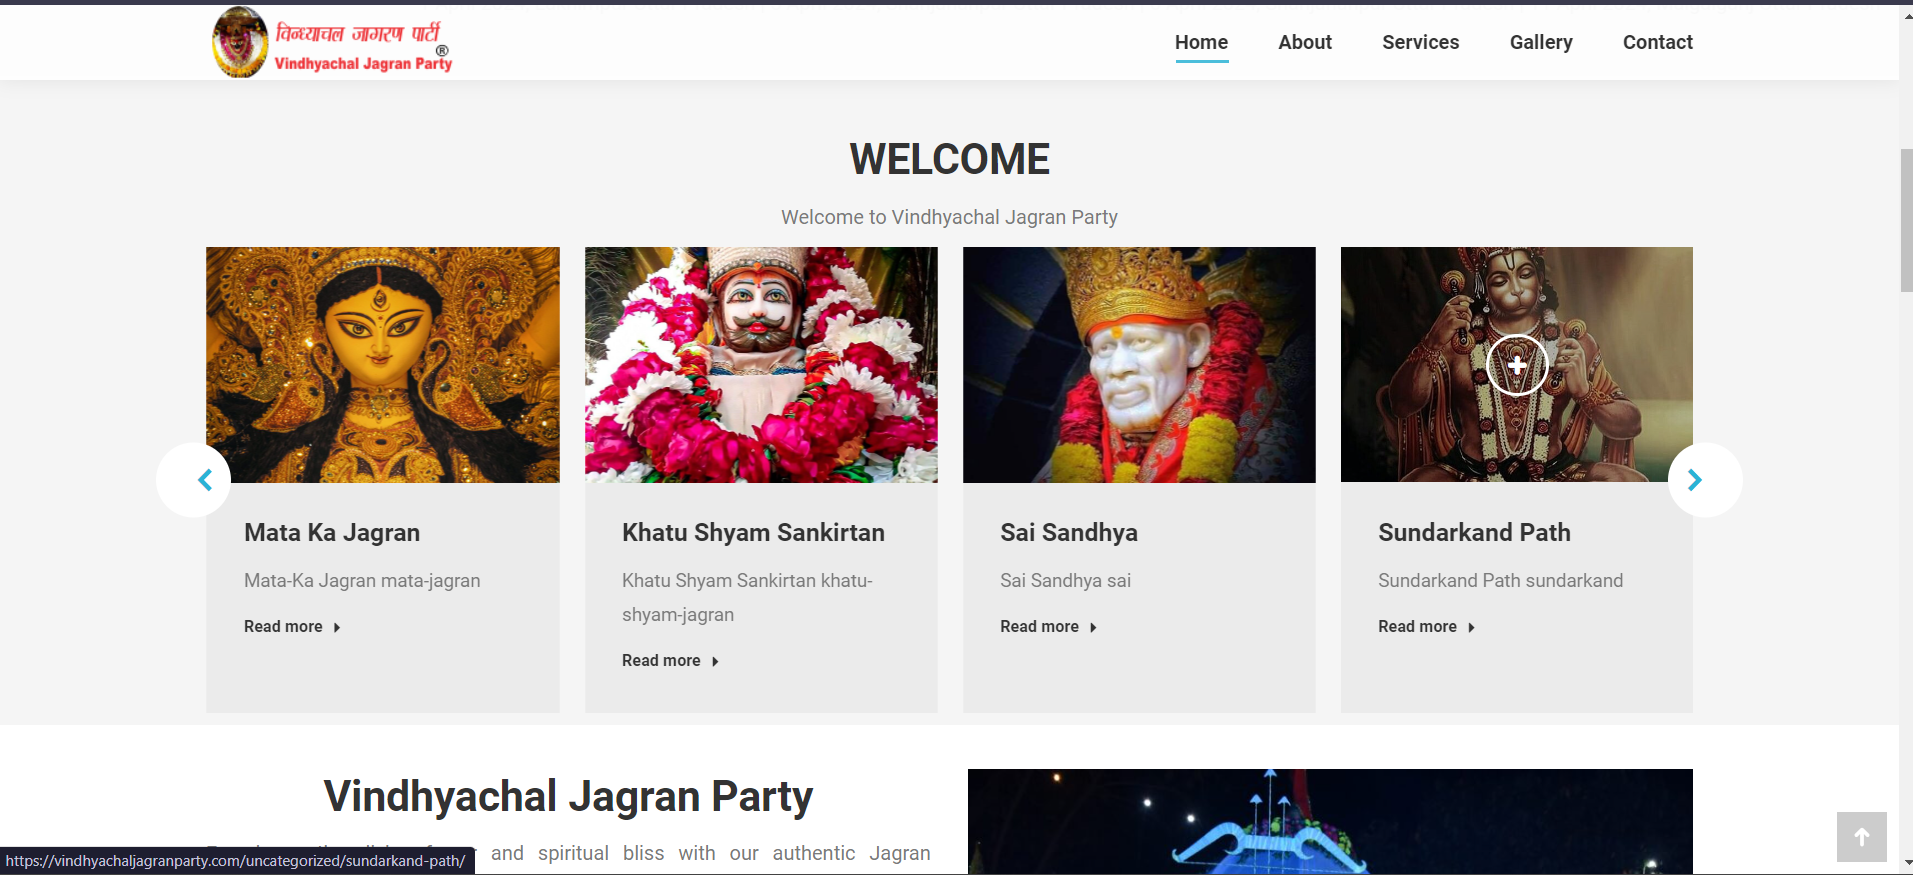 विन्ध्याचल जागरण पार्टी
®
Vindhyachal Jagran Party
Home About Services Gallery Contact
WELCOME
Welcome to Vindhyachal Jagran Party
Mata Ka Jagran
Mata-Ka Jagran mata-jagran
Read more
Khatu Shyam Sankirtan
Khatu Shyam Sankirtan khatu-
shyam-jagran
Read more
Sai Sandhya
Sai Sandhya sai
Read more
Sundarkand Path
Sundarkand Path sundarkand
Read more
Vindhyachal Jagran Party
and spiritual bliss with our authentic Jagran
https://vindhyachaljagranparty.com/uncategorized/sundarkand-path/